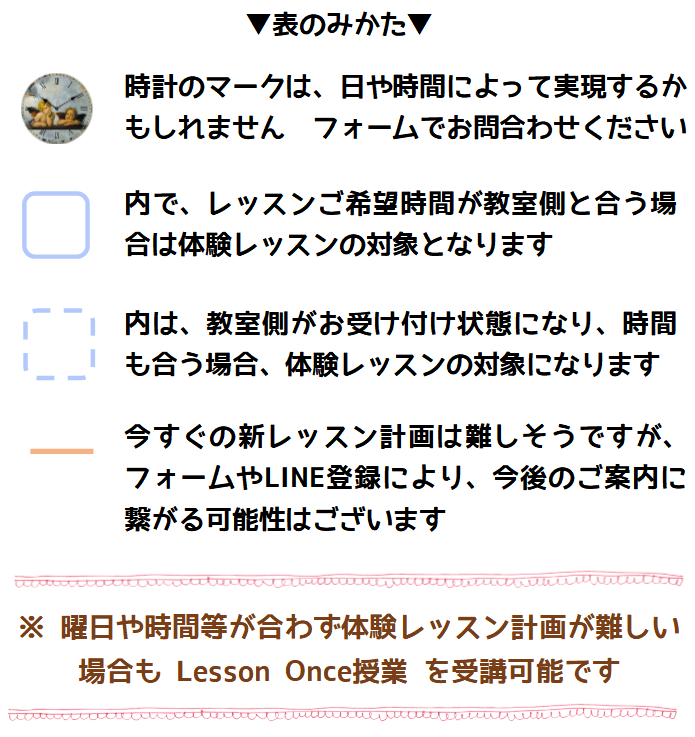 ▼表のみかた▼
時計のマークは、日や時間によって実現するか
もしれません　フォームでお問合わせください
内で、レッスンご希望時間が教室側と合う場
合は体験レッスンの対象となります
内は、教室側がお受け付け状態になり、時間
も合う場合、体験レッスンの対象になります
今すぐの新レッスン計画は難しそうですが、
フォームやLINE登録により、今後のご案内に
繋がる可能性はございます
※ 曜日や時間等が合わず体験レッスン計画が難しい
場合も Lesson Once授業 を受講可能です